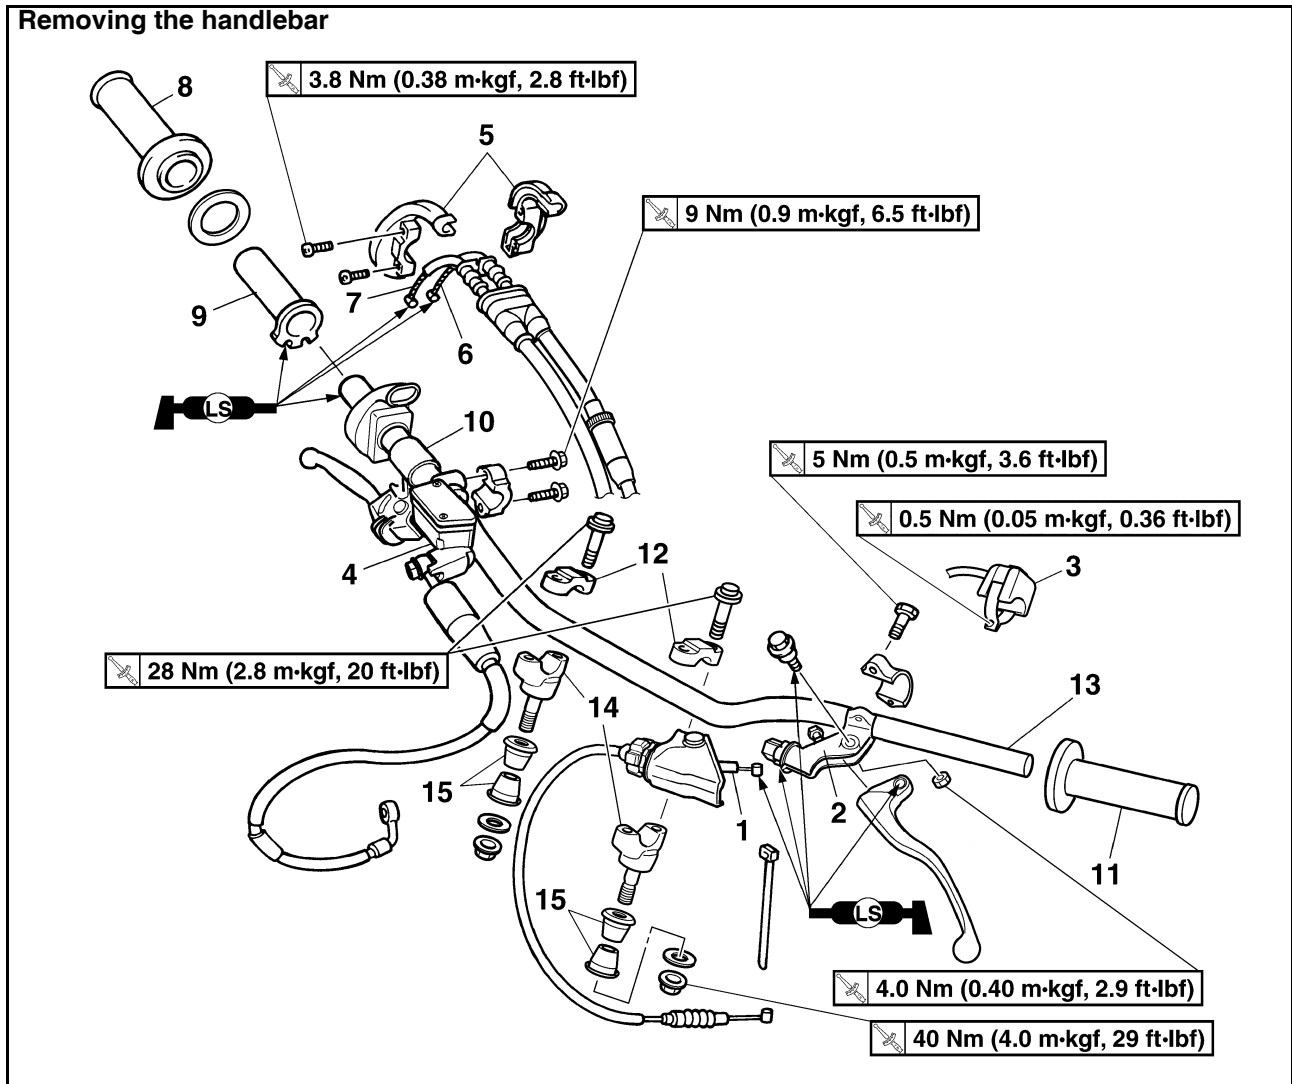 Removing the handlebar
8
3.8 Nm (0.38 m•kgf, 2.8 ft•lbf)
5
9 Nm (0.9 m•kgf, 6.5 ft•lbf)
7
9
6
LS
10
5 Nm (0.5 m•kgf, 3.6 ft•lbf)
0.5 Nm (0.05 m•kgf, 0.36 ft•lbf)
4
12
3
28 Nm (2.8 m•kgf, 20 ft•lbf)
13
14
15
1
2
11
15
LS
4.0 Nm (0.40 m•kgf, 2.9 ft•lbf)
40 Nm (4.0 m•kgf, 29 ft•lbf)